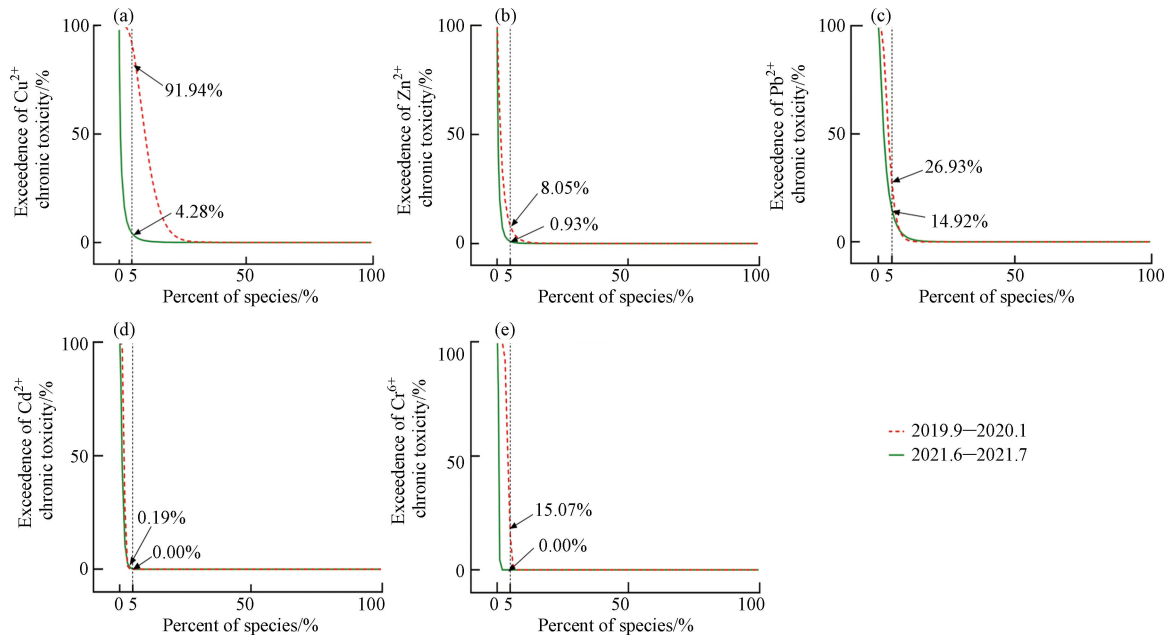 (a)
100
50
0
Exceedence of Cu²⁺
chronic toxicity/%
91.94%
4.28%
0 5 50 100
Percent of species/%
(b)
100
50
0
Exceedence of Zn²⁺
chronic toxicity/%
8.05%
0.93%
0 5 50 100
Percent of species/%
(c)
100
50
0
Exceedence of Pb²⁺
chronic toxicity/%
26.93%
14.92%
0 5 50 100
Percent of species/%
(d)
100
50
0
Exceedence of Cd²⁺
chronic toxicity/%
0.19%
0.00%
0 5 50 100
Percent of species/%
(e)
100
50
0
Exceedence of Cr⁶⁺
chronic toxicity/%
15.07%
0.00%
0 5 50 100
Percent of species/%
2019.9—2020.1
2021.6—2021.7